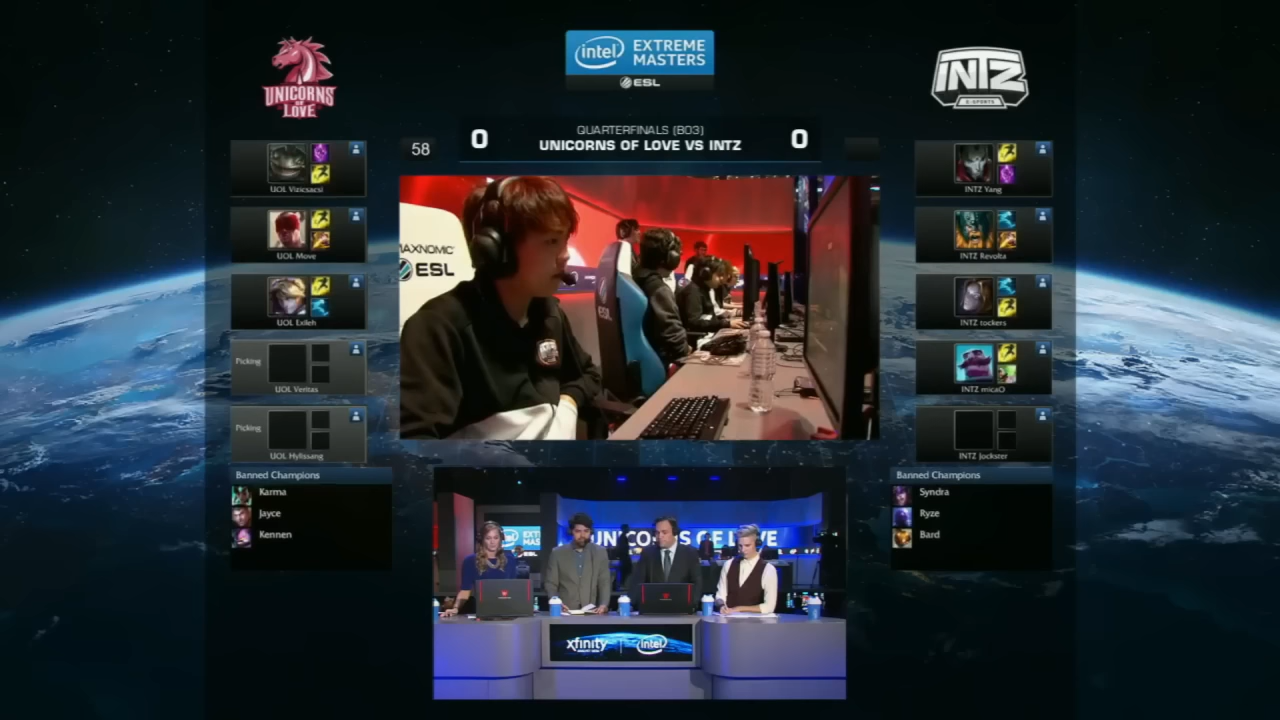 intel EXTREME MASTERS
ESL
UNICORNS OF LOVE
INTZ
E-SPORTS
QUARTERFINALS (BO3)
0 UNICORNS OF LOVE VS INTZ 0
58
UOL Vizicsacsi
UOL Move
UOL Exileh
Picking
UOL Veritas
Picking
UOL Hylissang
Banned Champions
Karma
Jayce
Kennen
INTZ Yang
INTZ Revolta
INTZ tockers
INTZ micaO
INTZ Jockster
Banned Champions
Syndra
Ryze
Bard
MAXNOMIC
ESL
ESL
UNICORNS OF LOVE
xfinity intel